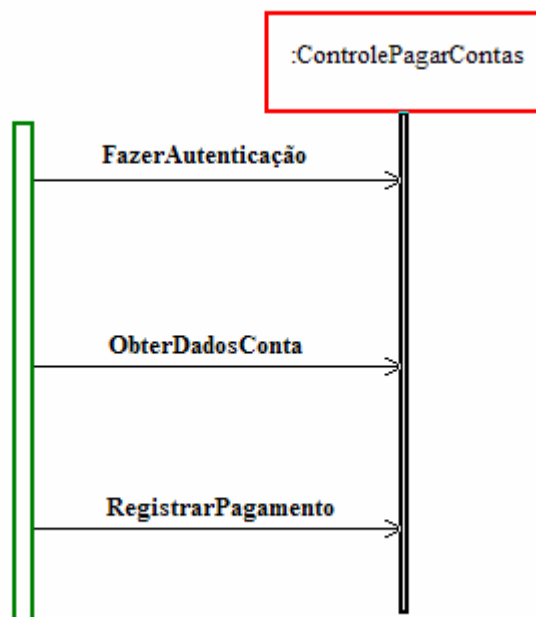 :ControlePagarContas
FazerAutenticação
ObterDadosConta
RegistrarPagamento